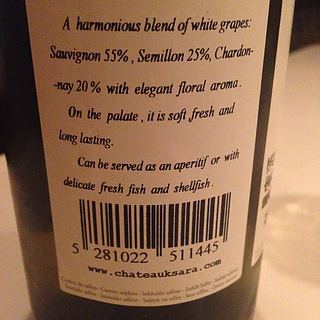 A harmonious blend of white grapes:
Sauvignon 55%, Semillon 25%, Chardon-
-nay 20% with elegant floral aroma.
On the palate, it is soft, fresh and
long lasting.
Can be served as an aperitif or with
delicate fresh fish and shellfish.
5 281022 511445
www.chateauksara.com